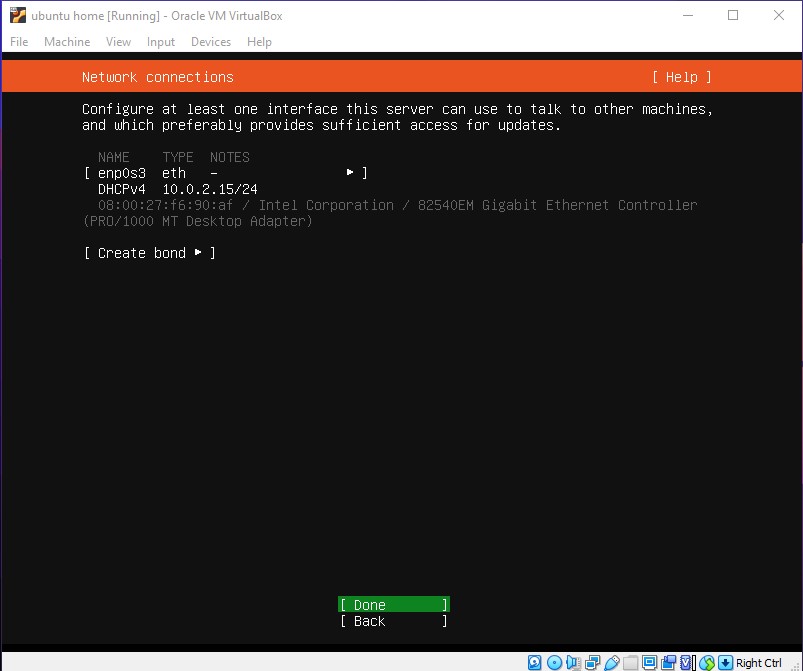 ubuntu home [Running] - Oracle VM VirtualBox
File Machine View Input Devices Help
Network connections [ Help ]
Configure at least one interface this server can use to talk to other machines,
and which preferably provides sufficient access for updates.
NAME TYPE NOTES
[ enp0s3 eth – ▸ ]
DHCPv4 10.0.2.15/24
08:00:27:f6:90:af / Intel Corporation / 82540EM Gigabit Ethernet Controller
(PRO/1000 MT Desktop Adapter)
[ Create bond ▸ ]
[ Done ]
[ Back ]
Right Ctrl